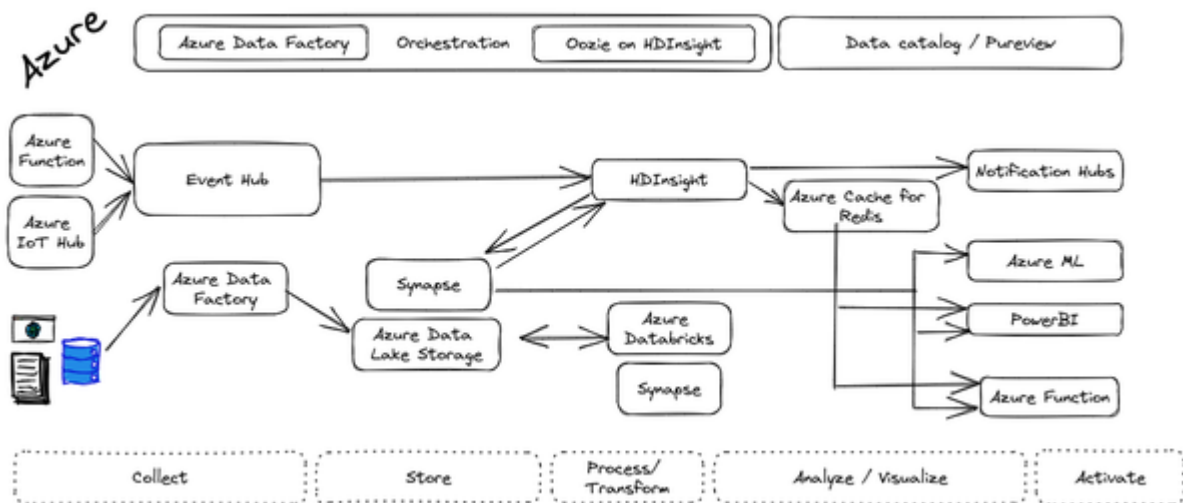 Azure
Azure Data Factory
Orchestration
Oozie on HDInsight
Data catalog / Pureview
Azure
Function
Event Hub
HDInsight
Notification Hubs
Azure Cache for
Redis
Azure
IoT Hub
Azure ML
Azure Data
Factory
Synapse
PowerBI
Azure Data
Lake Storage
Azure
Databricks
Synapse
Azure Function
Collect
Store
Process/
Transform
Analyze / Visualize
Activate